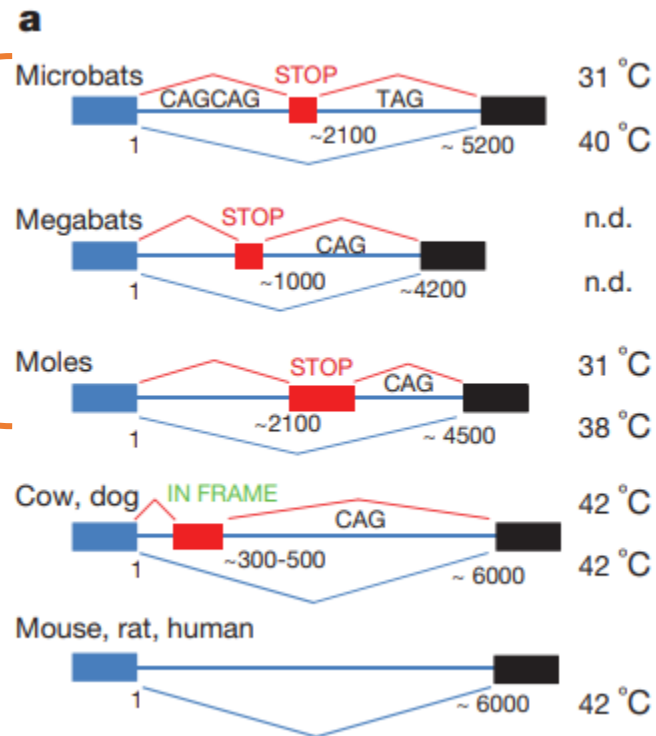 a
Microbats STOP 31 °C
CAGCAG TAG
1 ~2100 ~ 5200 40 °C
Megabats STOP n.d.
CAG
1 ~1000 ~4200 n.d.
Moles STOP 31 °C
CAG
1 ~2100 ~ 4500 38 °C
Cow, dog IN FRAME 42 °C
CAG
1 ~300-500 ~ 6000 42 °C
Mouse, rat, human
1 ~ 6000 42 °C